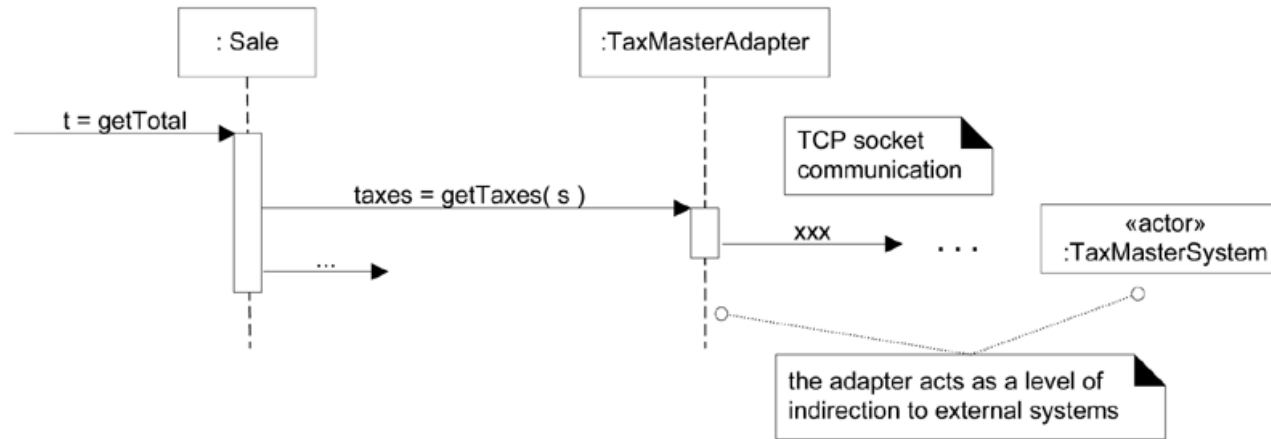 : Sale
:TaxMasterAdapter
t = getTotal
TCP socket
communication
taxes = getTaxes( s )
xxx
...
«actor»
:TaxMasterSystem
...
the adapter acts as a level of
indirection to external systems